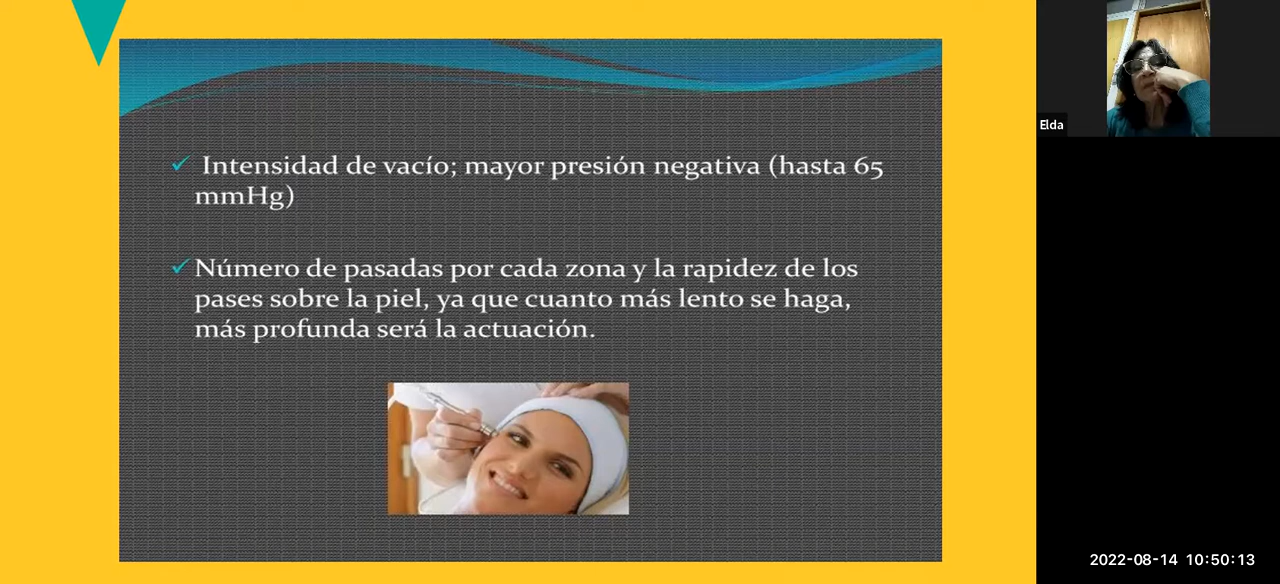 ✓ Intensidad de vacío; mayor presión negativa (hasta 65
mmHg)
✓ Número de pasadas por cada zona y la rapidez de los
pases sobre la piel, ya que cuanto más lento se haga,
más profunda será la actuación.
Elda
2022-08-14 10:50:13